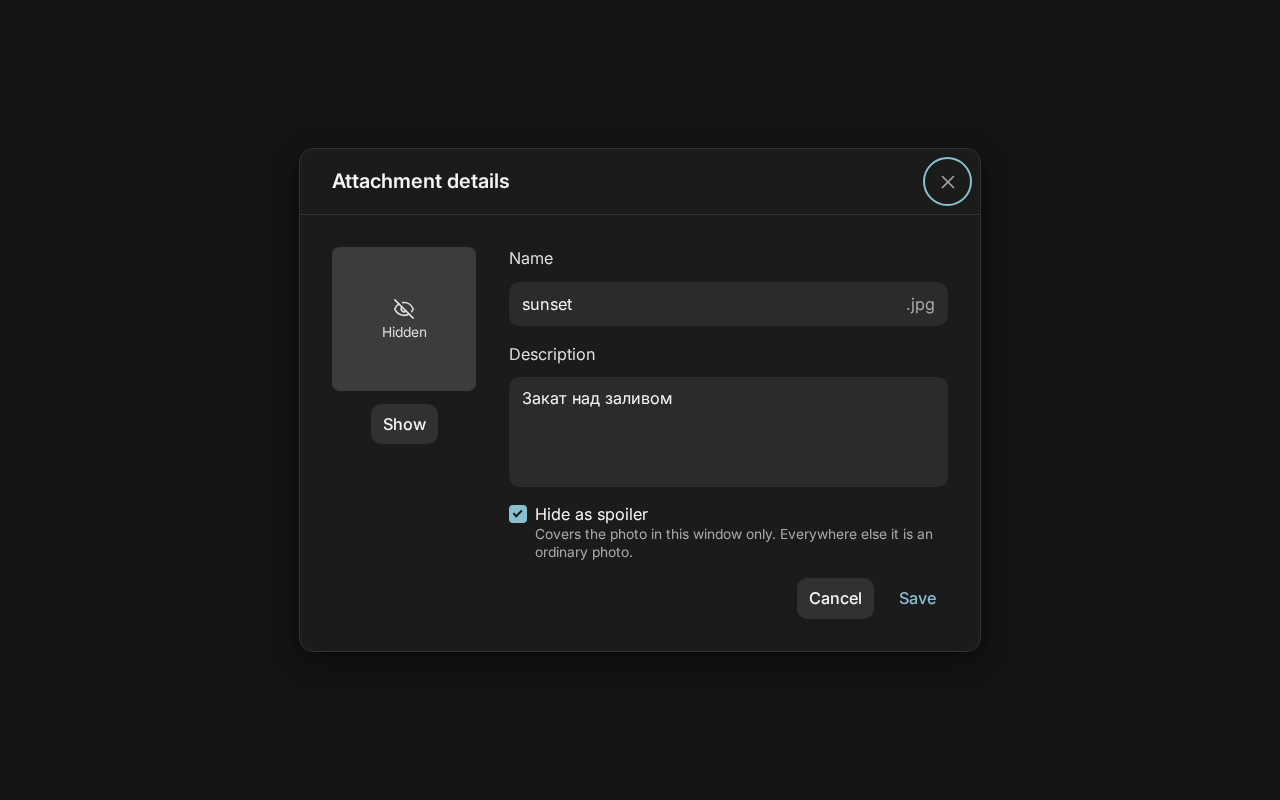 Attachment details
Hidden
Show
Name
sunset .jpg
Description
Закат над заливом
Hide as spoiler
Covers the photo in this window only. Everywhere else it is an
ordinary photo.
Cancel Save